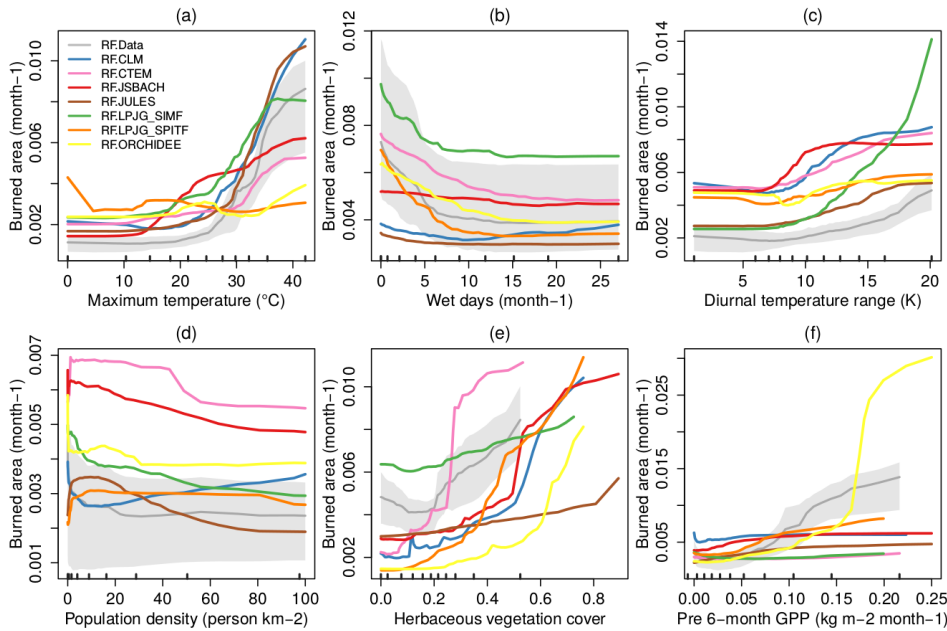 (a)
0.002 0.006 0.010
Burned area (month−1)
RF.Data
RF.CLM
RF.CTEM
RF.JSBACH
RF.JULES
RF.LPJG_SIMF
RF.LPJG_SPITF
RF.ORCHIDEE
0 10 20 30 40
Maximum temperature (°C)
(b)
0.004 0.008 0.012
Burned area (month−1)
0 5 10 15 20 25
Wet days (month−1)
(c)
0.002 0.006 0.010 0.014
Burned area (month−1)
5 10 15 20
Diurnal temperature range (K)
(d)
0.001 0.003 0.005 0.007
Burned area (month−1)
0 20 40 60 80 100
Population density (person km−2)
(e)
0.002 0.006 0.010
Burned area (month−1)
0.0 0.2 0.4 0.6 0.8
Herbaceous vegetation cover
(f)
0.005 0.015 0.025
Burned area (month−1)
0.00 0.05 0.10 0.15 0.20 0.25
Pre 6−month GPP (kg m−2 month−1)